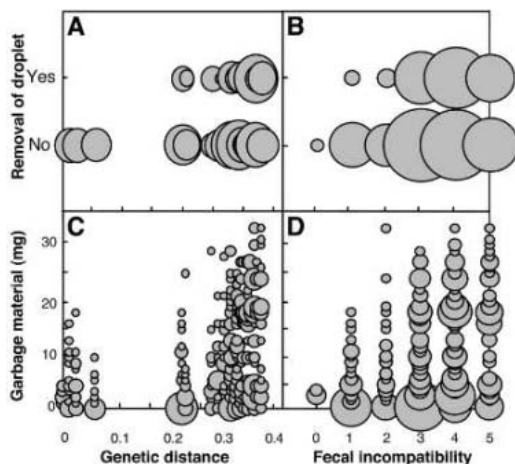 A
B
Removal of droplet
Yes
No
C
D
Garbage material (mg)
30
20
10
0
0 0.1 0.2 0.3 0.4
0 1 2 3 4 5
Genetic distance
Fecal incompatibility